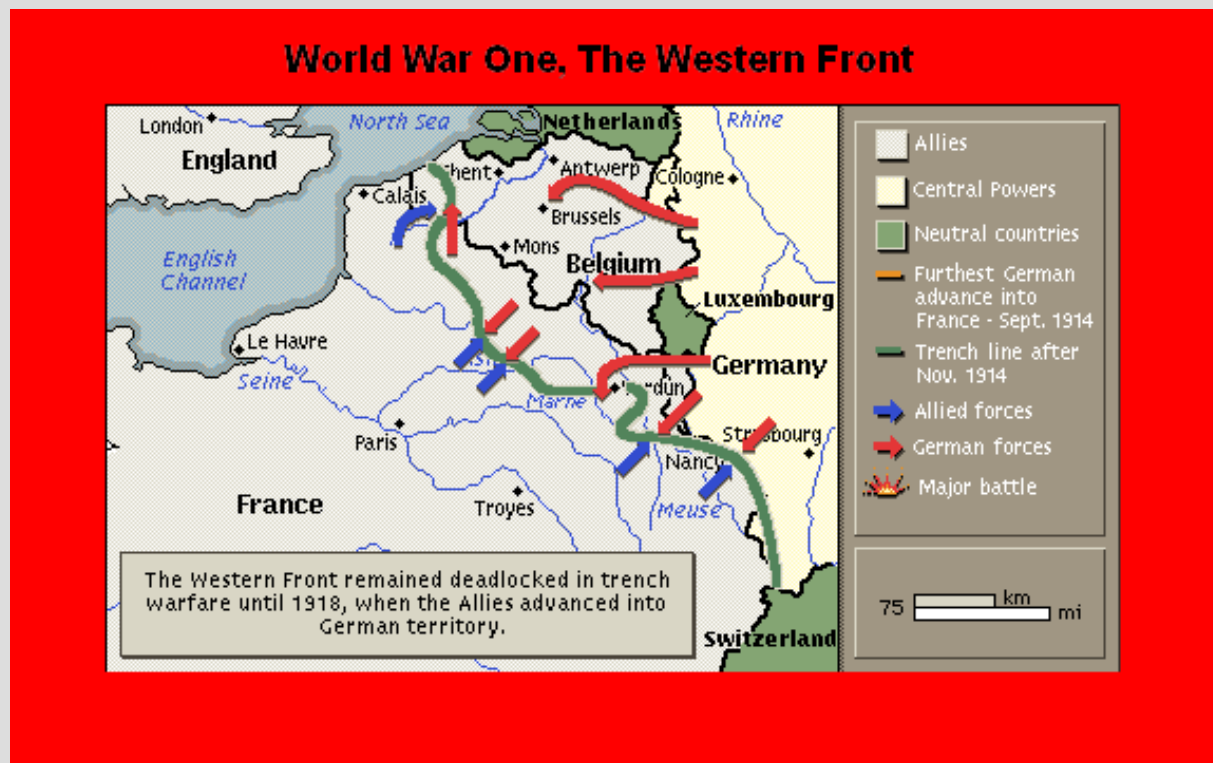 World War One, The Western Front
London
England
North Sea
Netherlands
Rhine
Calais
Antwerp
Cologne
Brussels
Mons
English
Channel
Belgium
Luxembourg
Le Havre
Seine
Germany
Marne
Paris
Strasbourg
Nancy
Troyes
Meuse
France
Switzerland
The Western Front remained deadlocked in trench
warfare until 1918, when the Allies advanced into
German territory.
Allies
Central Powers
Neutral countries
Furthest German
advance into
France - Sept. 1914
Trench line after
Nov. 1914
Allied forces
German forces
Major battle
75
km
mi